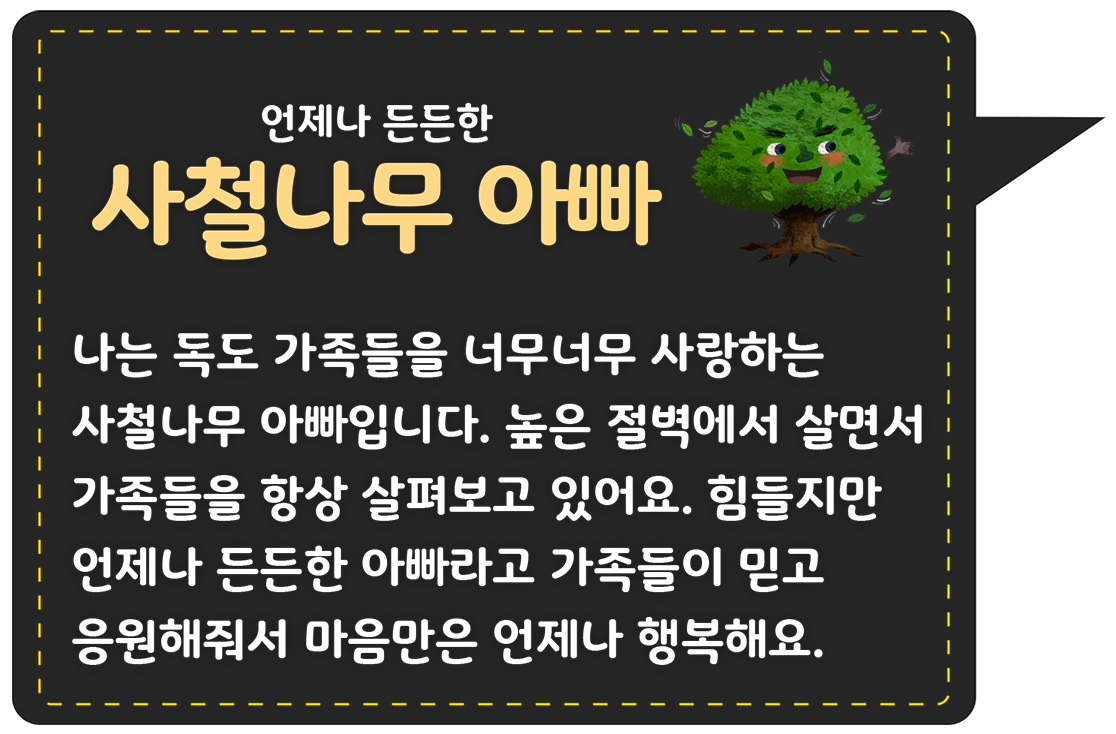 언제나 든든한
사철나무 아빠
나는 독도 가족들을 너무너무 사랑하는
사철나무 아빠입니다. 높은 절벽에서 살면서
가족들을 항상 살펴보고 있어요. 힘들지만
언제나 든든한 아빠라고 가족들이 믿고
응원해줘서 마음만은 언제나 행복해요.